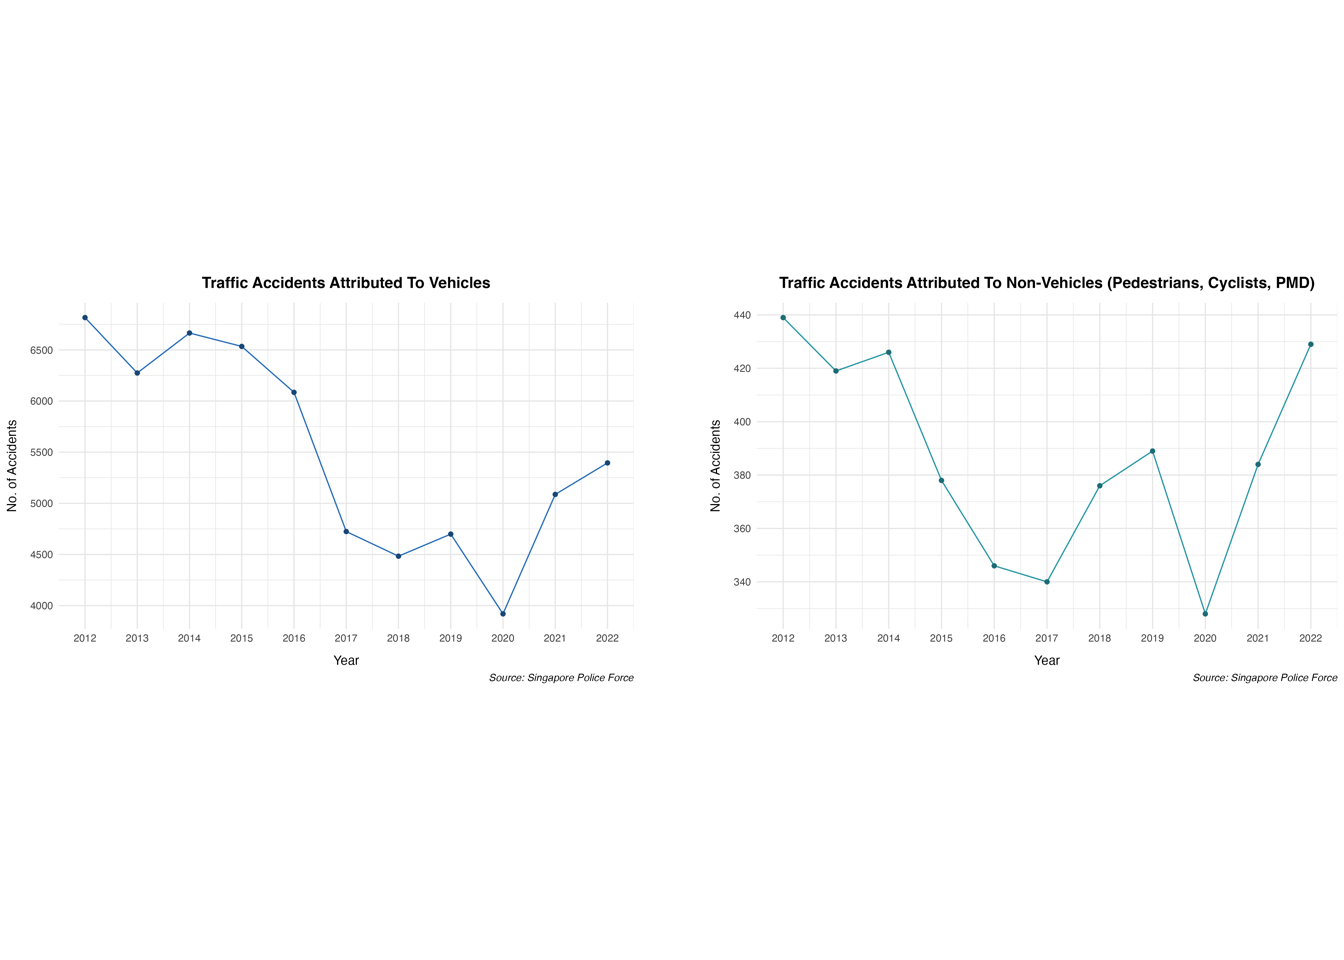 Traffic Accidents Attributed To Vehicles
No. of Accidents
6500
6000
5500
5000
4500
4000
2012 2013 2014 2015 2016 2017 2018 2019 2020 2021 2022
Year
Source: Singapore Police Force
Traffic Accidents Attributed To Non-Vehicles (Pedestrians, Cyclists, PMD)
No. of Accidents
440
420
400
380
360
340
2012 2013 2014 2015 2016 2017 2018 2019 2020 2021 2022
Year
Source: Singapore Police Force